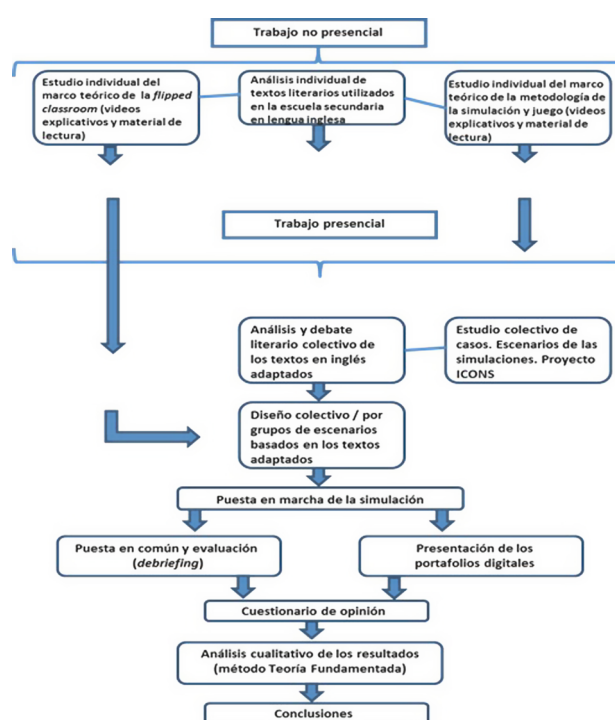 Trabajo no presencial
Estudio individual del
marco teórico de la flipped
classroom (videos
explicativos y material de
lectura)
Análisis individual de
textos literarios utilizados
en la escuela secundaria
en lengua inglesa
Estudio individual del marco
teórico de la metodología de
la simulación y juego (videos
explicativos y material de
lectura)
Trabajo presencial
Análisis y debate
literario colectivo de
los textos en inglés
adaptados
Estudio colectivo de
casos. Escenarios de las
simulaciones. Proyecto
ICONS
Diseño colectivo / por
grupos de escenarios
basados en los textos
adaptados
Puesta en marcha de la simulación
Puesta en común y evaluación
(debriefing)
Presentación de los
portafolios digitales
Cuestionario de opinión
Análisis cualitativo de los resultados
(método Teoría Fundamentada)
Conclusiones